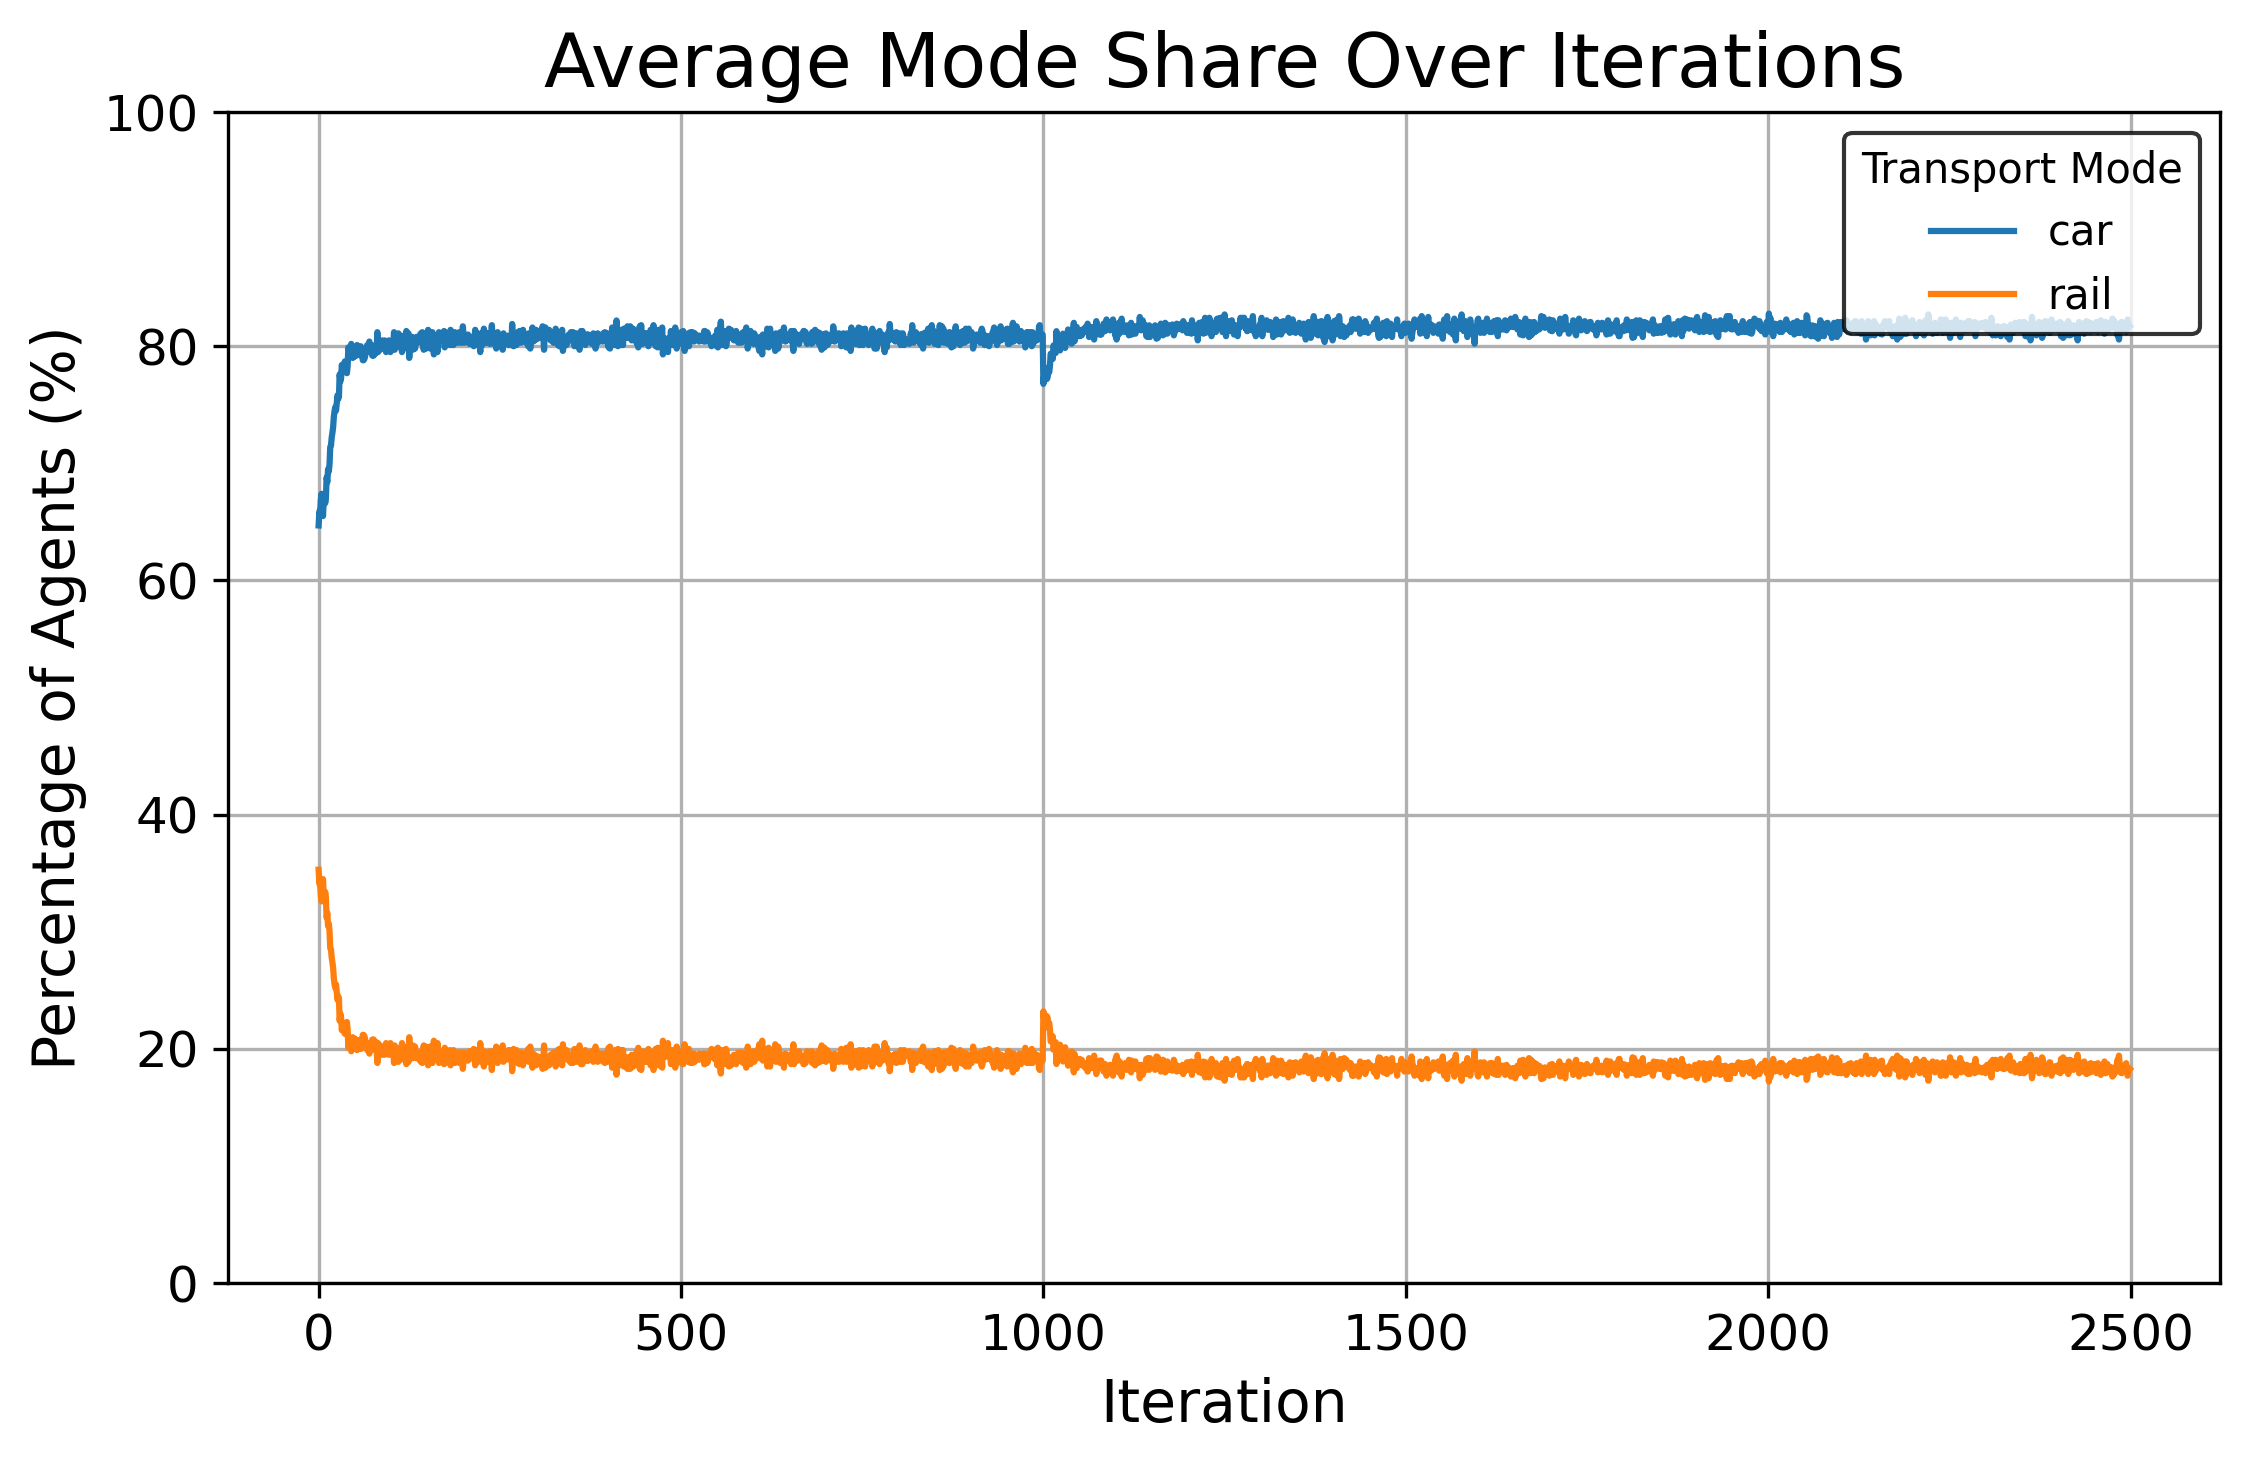 Average Mode Share Over Iterations
Percentage of Agents (%)
100
80
60
40
20
0
Transport Mode
car
rail
0 500 1000 1500 2000 2500
Iteration